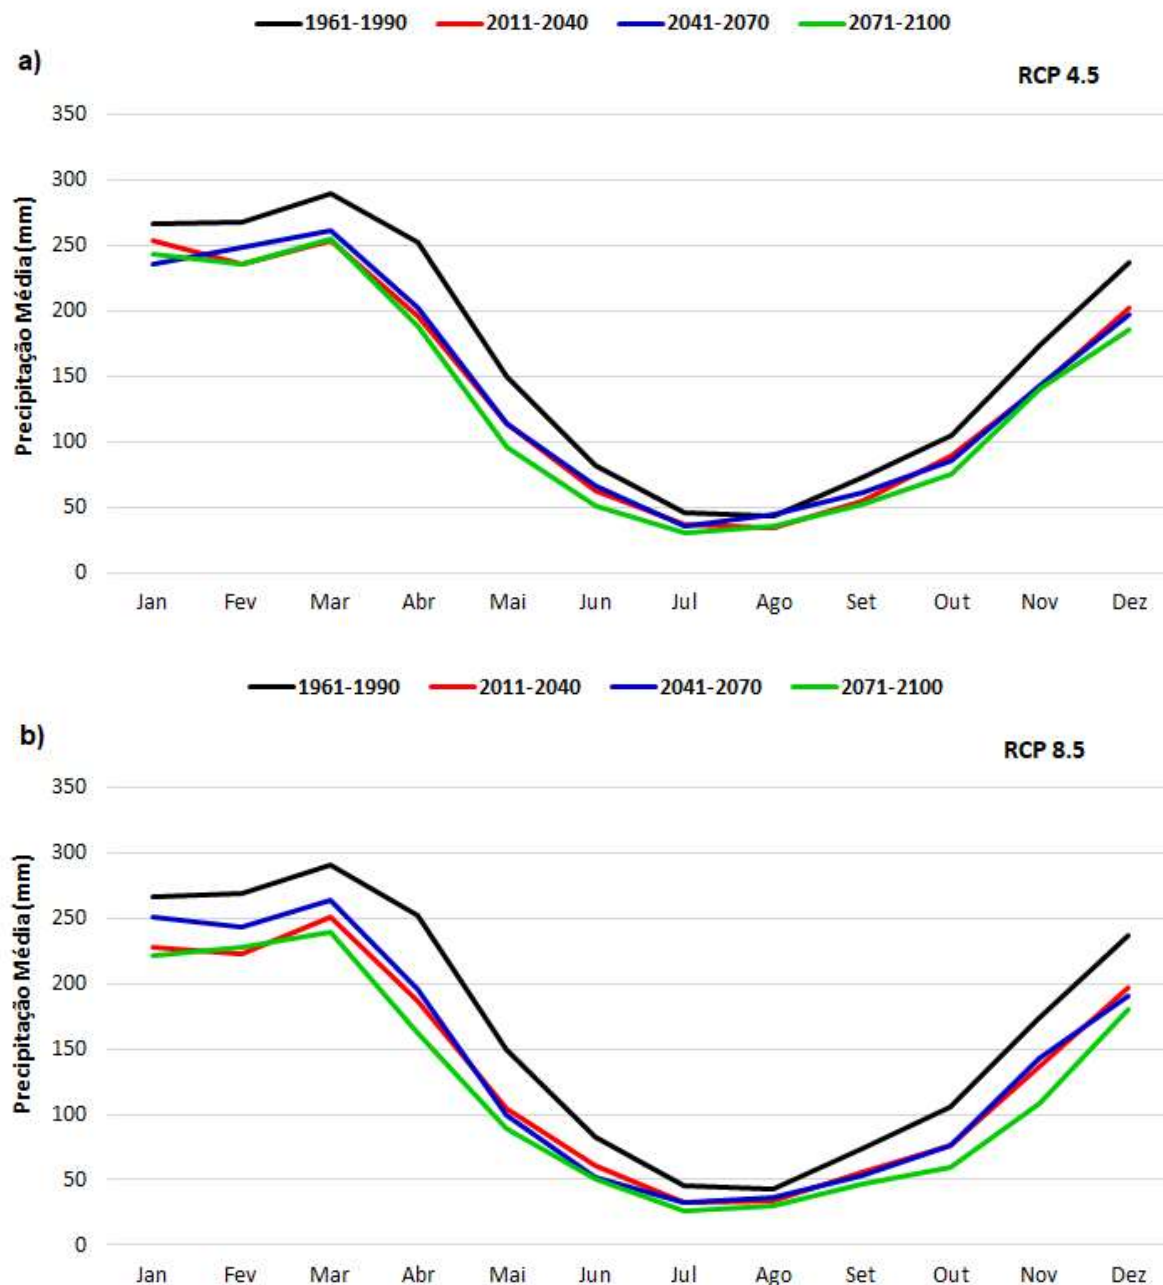 1961-1990 2011-2040 2041-2070 2071-2100
a)
RCP 4.5
Precipitação Média(mm)
350
300
250
200
150
100
50
0
Jan Fev Mar Abr Mai Jun Jul Ago Set Out Nov Dez
1961-1990 2011-2040 2041-2070 2071-2100
b)
RCP 8.5
Precipitação Média(mm)
350
300
250
200
150
100
50
0
Jan Fev Mar Abr Mai Jun Jul Ago Set Out Nov Dez